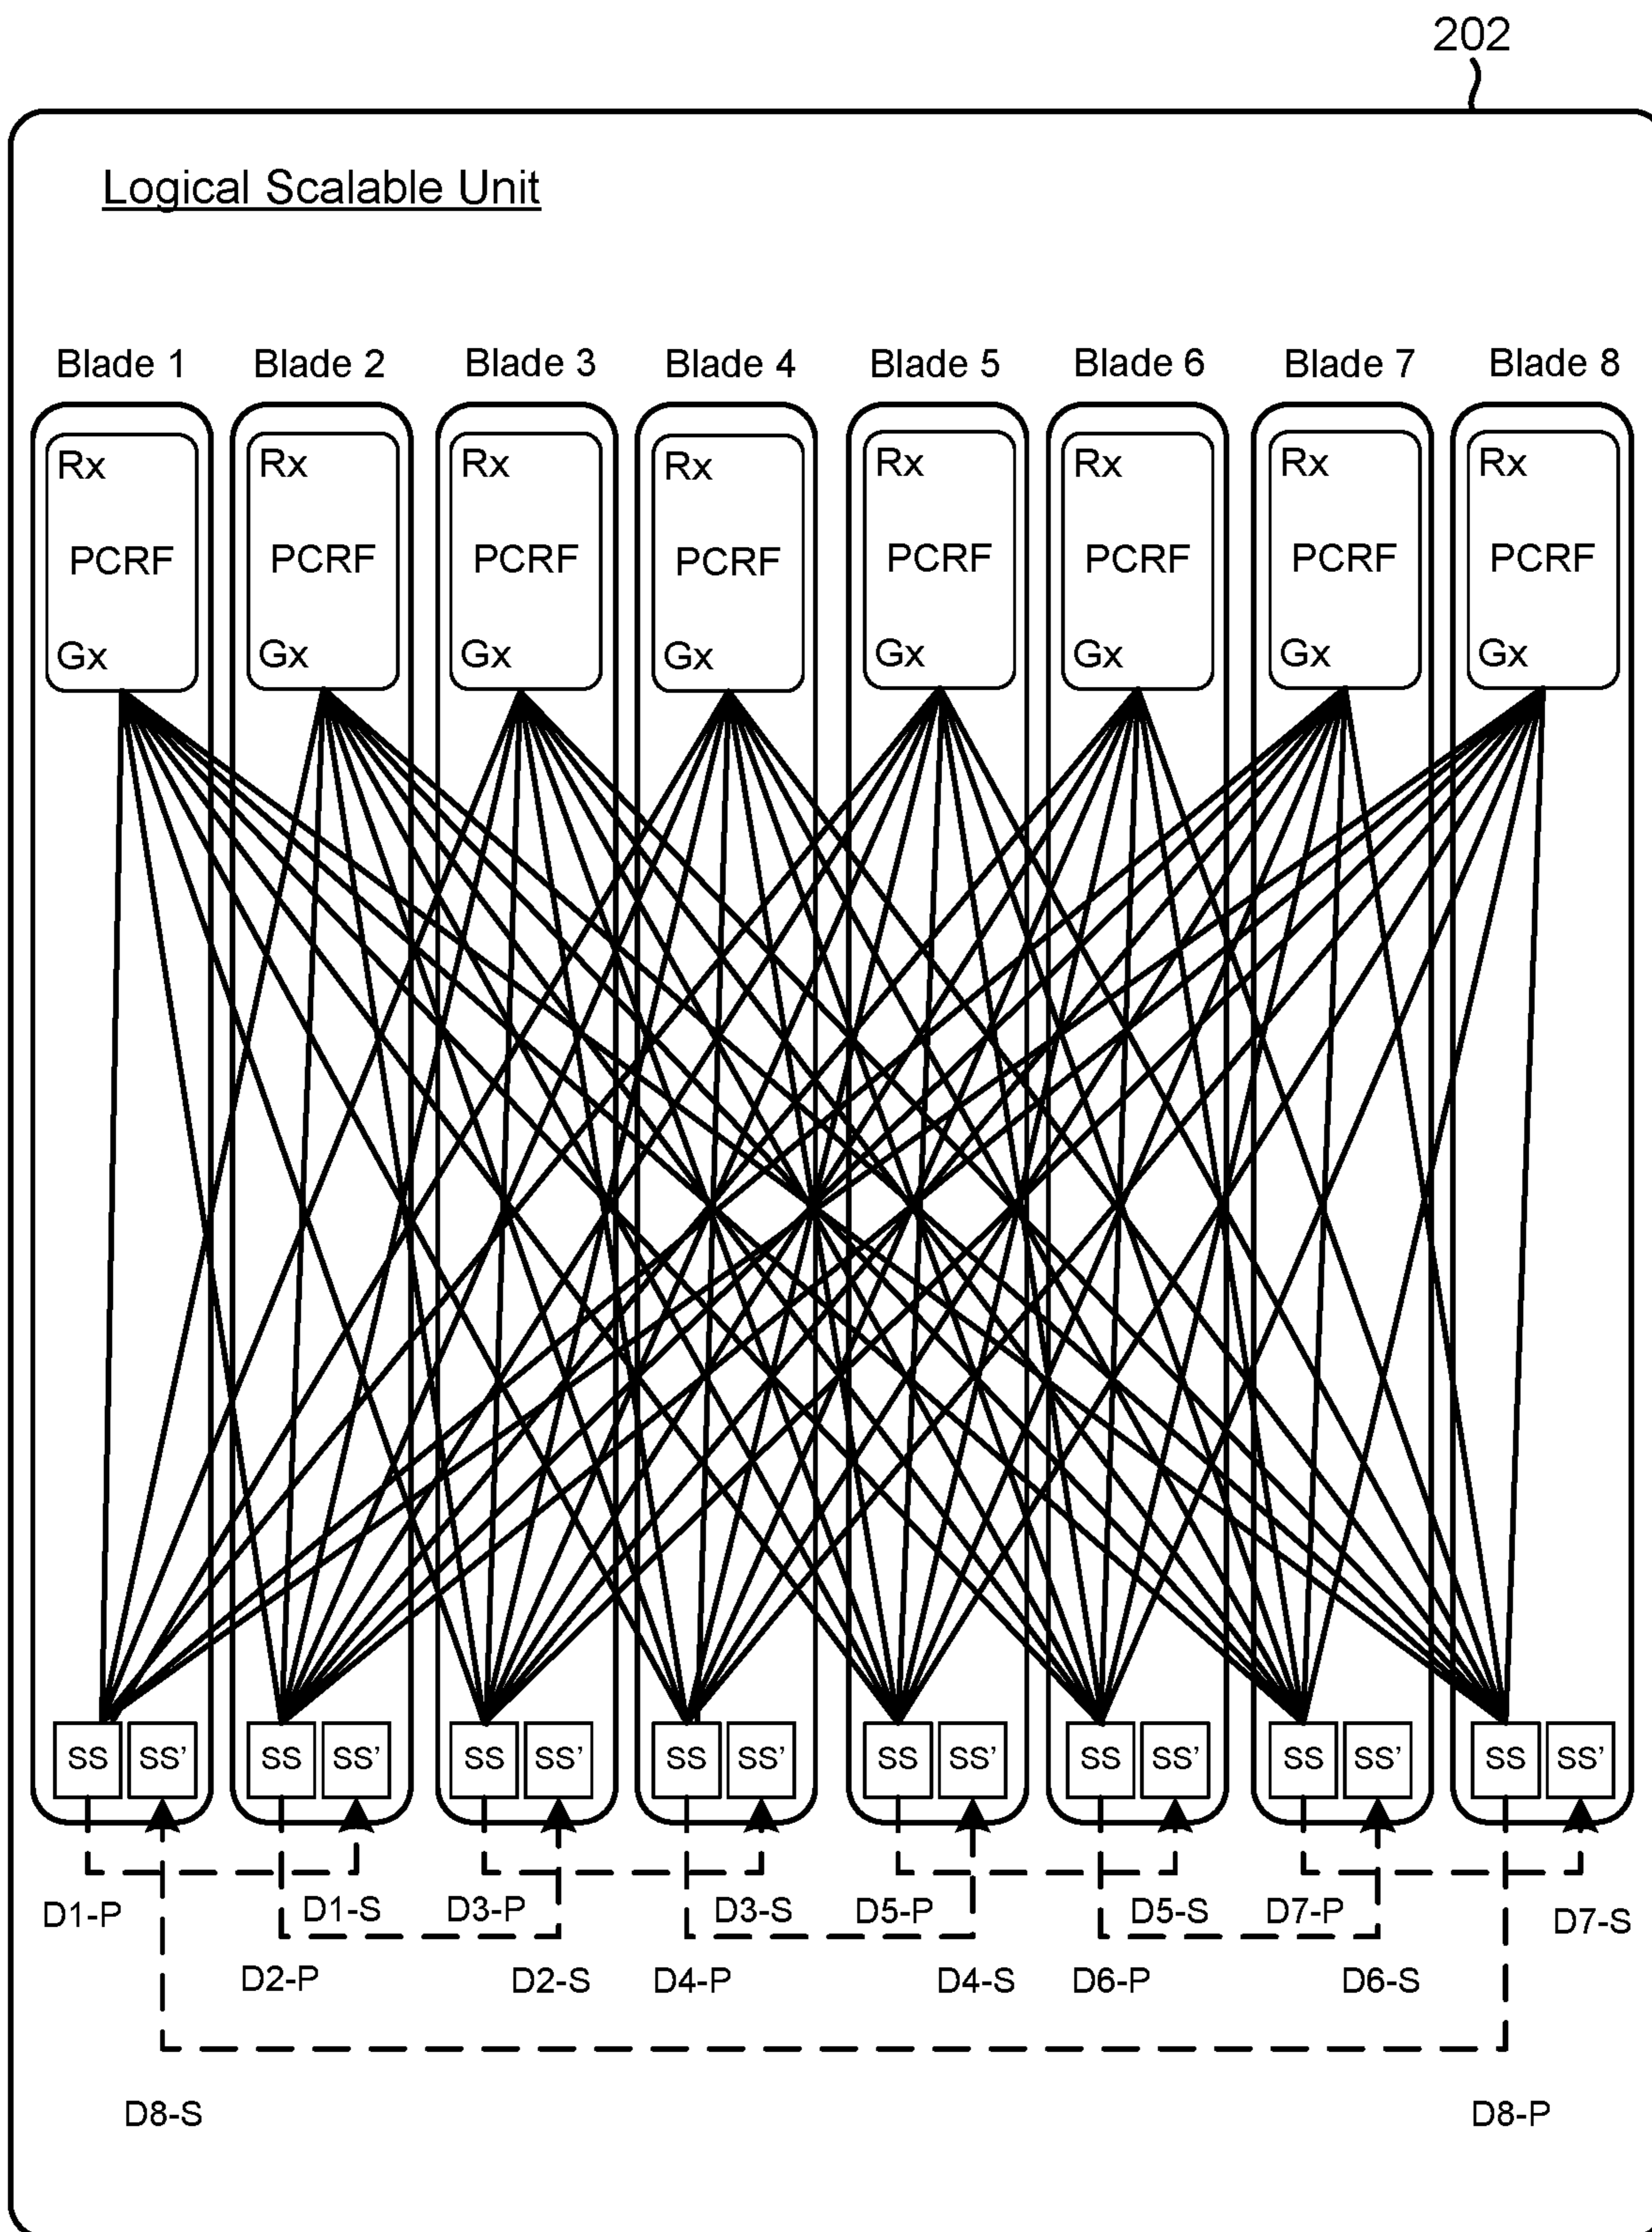 202
Logical Scalable Unit
Blade 1 Blade 2 Blade 3 Blade 4 Blade 5 Blade 6 Blade 7 Blade 8
Rx Rx Rx Rx Rx Rx Rx Rx
PCRF PCRF PCRF PCRF PCRF PCRF PCRF PCRF
Gx Gx Gx Gx Gx Gx Gx Gx
SS SS' SS SS' SS SS' SS SS' SS SS' SS SS' SS SS' SS SS'
D1-P D1-S D3-P D3-S D5-P D5-S D7-P D7-S
D2-P D2-S D4-P D4-S D6-P D6-S
D8-S D8-P